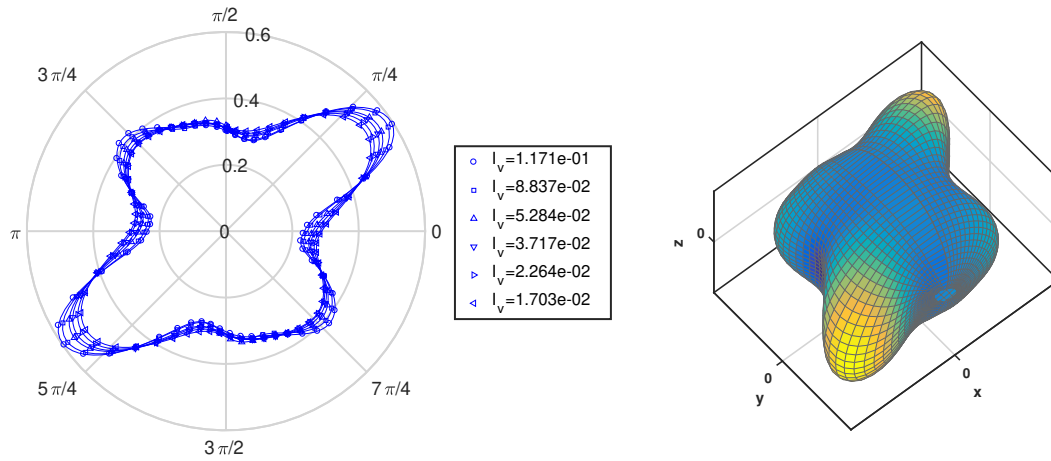 π/2
0.6
3π/4
π/4
0.4
0.2
π
0
0
5π/4
7π/4
3π/2
I_v=1.171e-01
I_v=8.837e-02
I_v=5.284e-02
I_v=3.717e-02
I_v=2.264e-02
I_v=1.703e-02
z
0
0
y
0
x